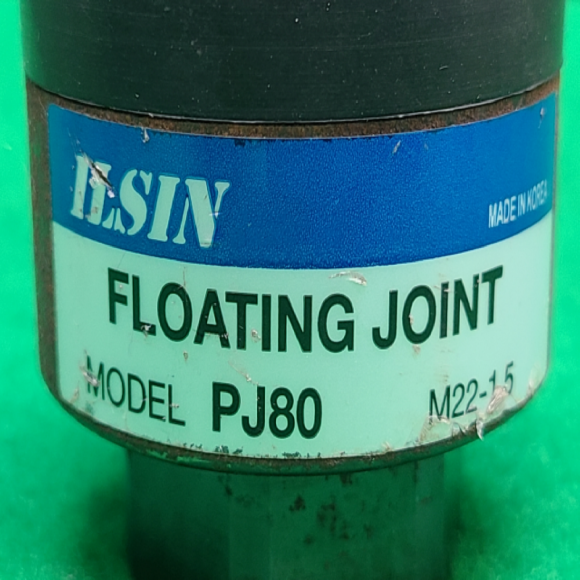 ILSIN
MADE IN KOREA
FLOATING JOINT
MODEL PJ80 M22-1.5